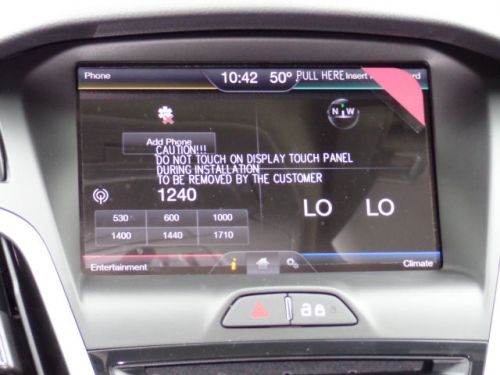 Phone
10:42 50° PULL HERE Insert
N W
Add Phone
CAUTION!!!
DO NOT TOUCH ON DISPLAY TOUCH PANEL
DURING INSTALLATION
TO BE REMOVED BY THE CUSTOMER
1240
530 600 1000
1400 1440 1710
LO LO
Entertainment
i
Climate